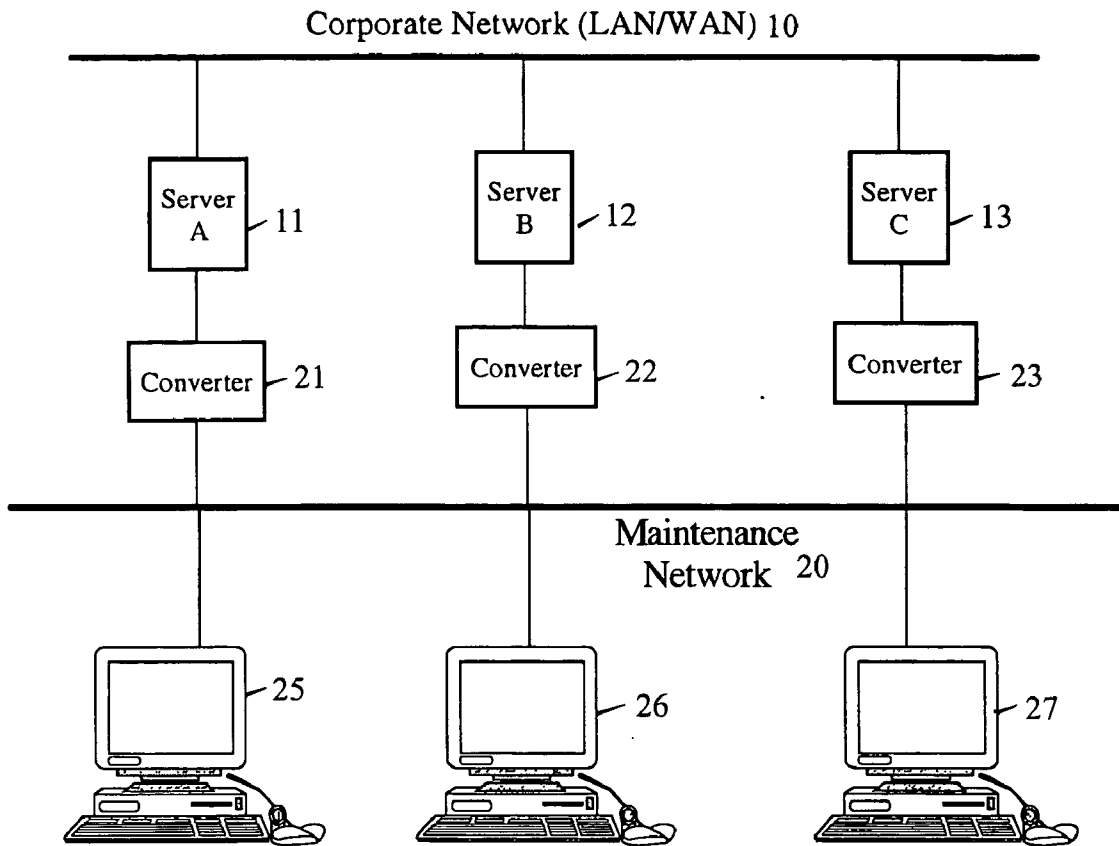 Corporate Network (LAN/WAN) 10
Server
A
11
Server
B
12
Server
C
13
Converter
21
Converter
22
Converter
23
Maintenance
Network 20
25
26
27